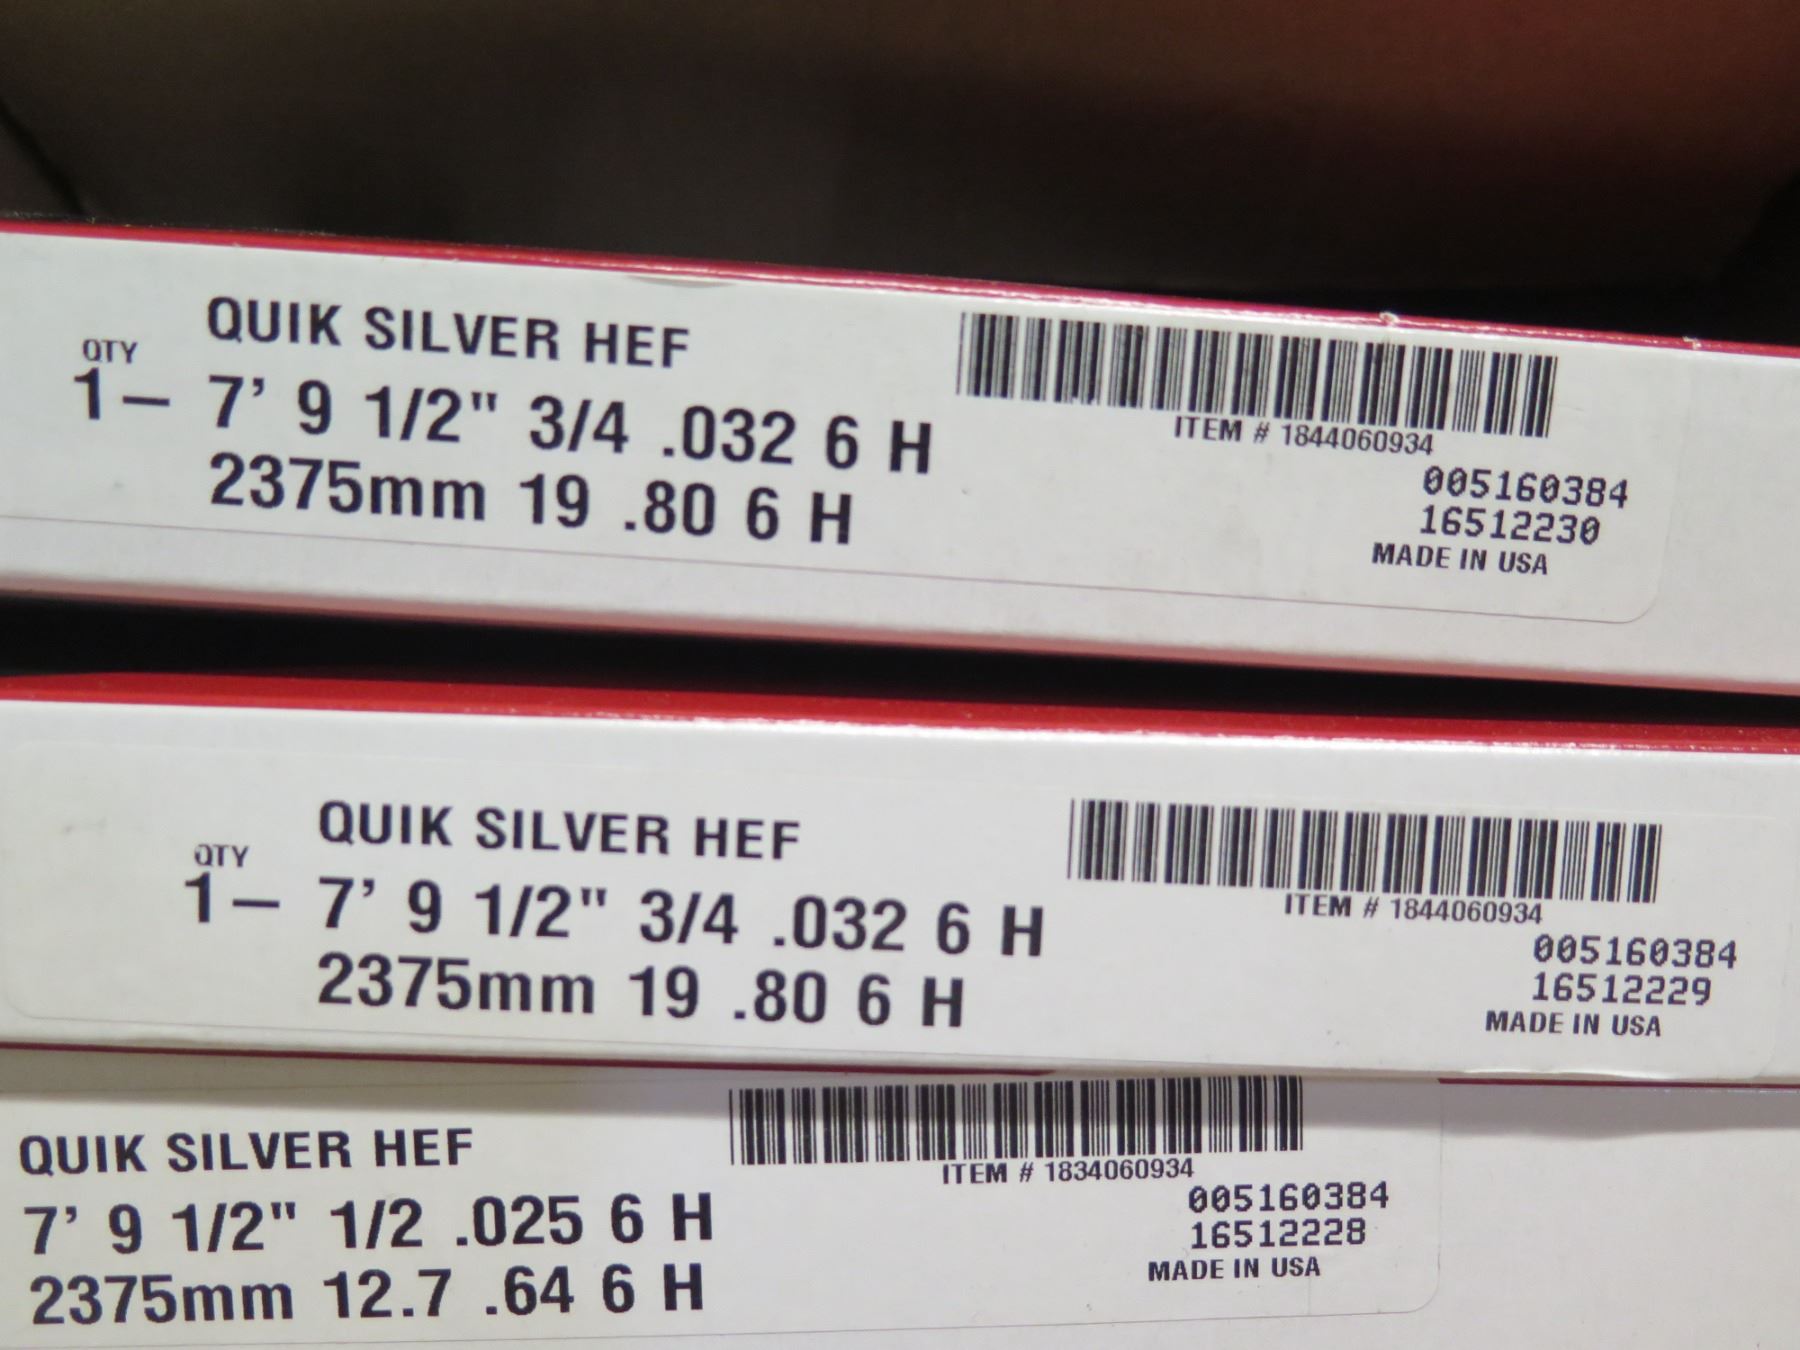 QUIK SILVER HEF
QTY
1– 7' 9 1/2" 3/4 .032 6 H
2375mm 19 .80 6 H
ITEM # 1844060934
005160384
16512230
MADE IN USA
QUIK SILVER HEF
QTY
1– 7' 9 1/2" 3/4 .032 6 H
2375mm 19 .80 6 H
ITEM # 1844060934
005160384
16512229
MADE IN USA
QUIK SILVER HEF
7' 9 1/2" 1/2 .025 6 H
2375mm 12.7 .64 6 H
ITEM # 1834060934
005160384
16512228
MADE IN USA